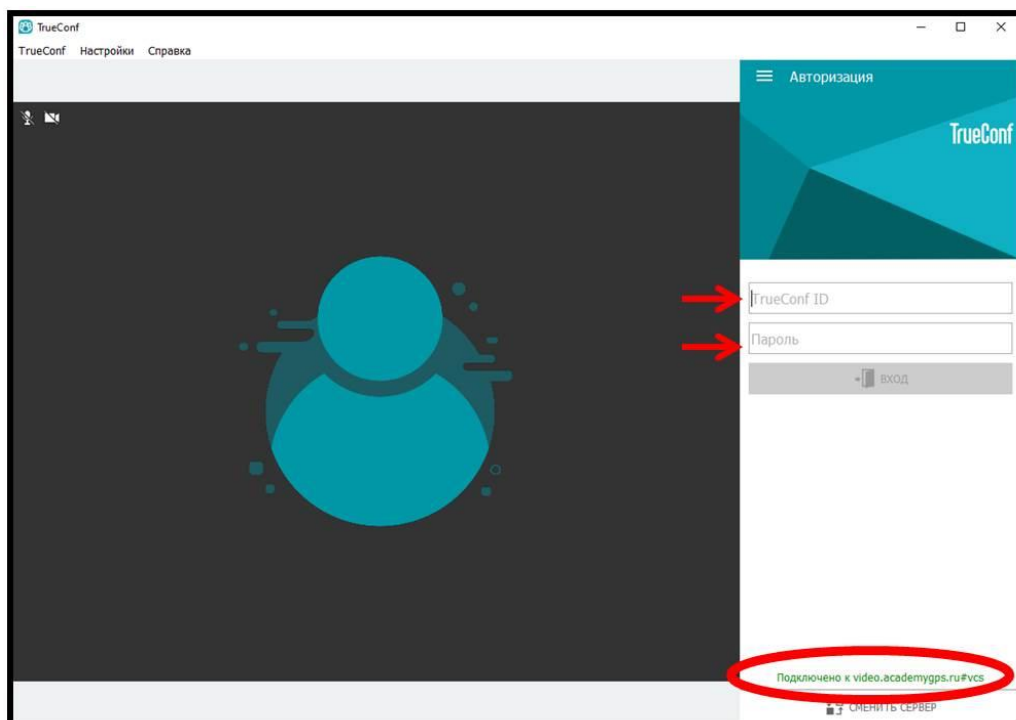 TrueConf
TrueConf Настройки Справка
Авторизация
TrueConf
TrueConf ID
Пароль
ВХОД
Подключено к video.academygps.ru#vcs
СМЕНИТЬ СЕРВЕР